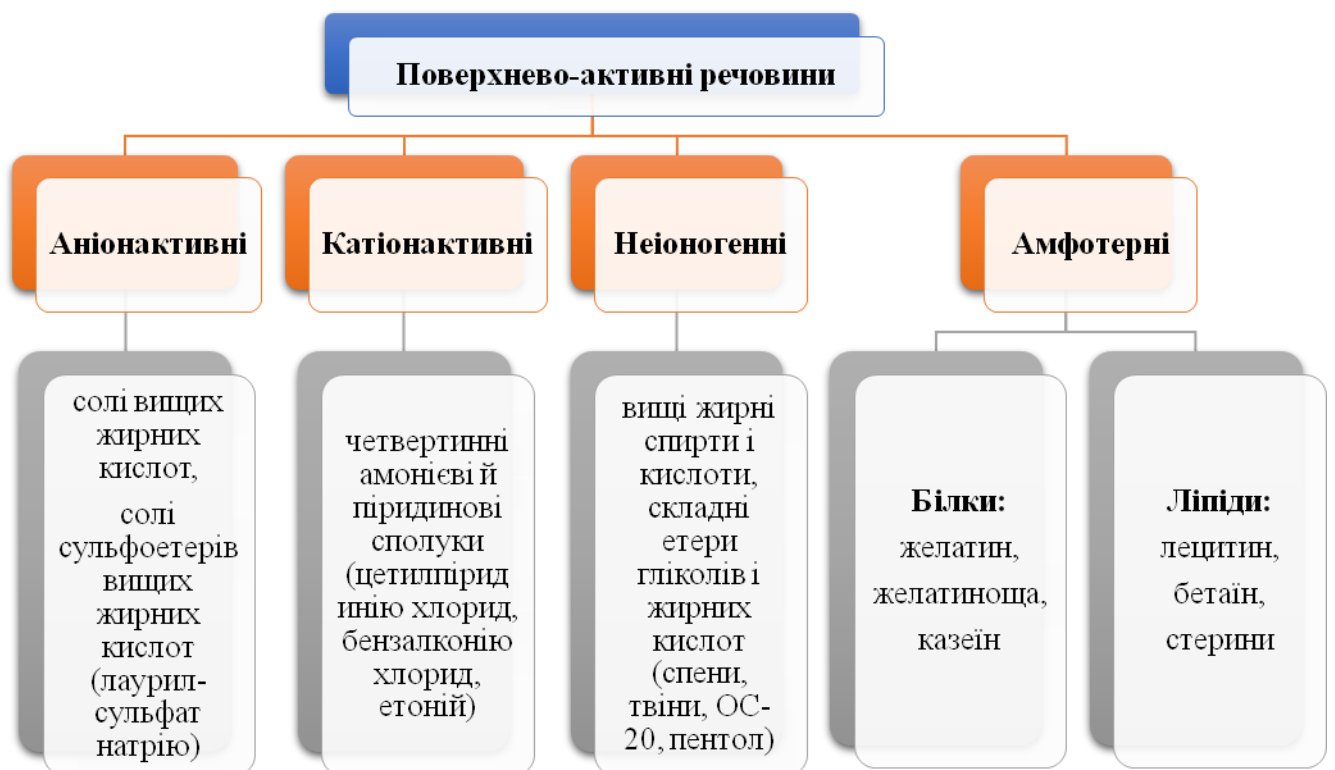 Поверхнево-активні речовини
Аніонактивні
Катіонактивні
Неіоногенні
Амфотерні
солі вищих
жирних
кислот,
солі
сульфоетерів
вищих
жирних
кислот
(лаурил-
сульфат
натрію)
четвертинні
амонієві й
піридинові
сполуки
(цетилпірид
инію хлорид,
бензалконію
хлорид,
етоній)
вищі жирні
спирти і
кислоти,
складні
етери
гліколів і
жирних
кислот
(спени,
твіни, ОС-
20, пентол)
Білки:
желатин,
желатиноща,
казеїн
Ліпіди:
лецитин,
бетаїн,
стерини